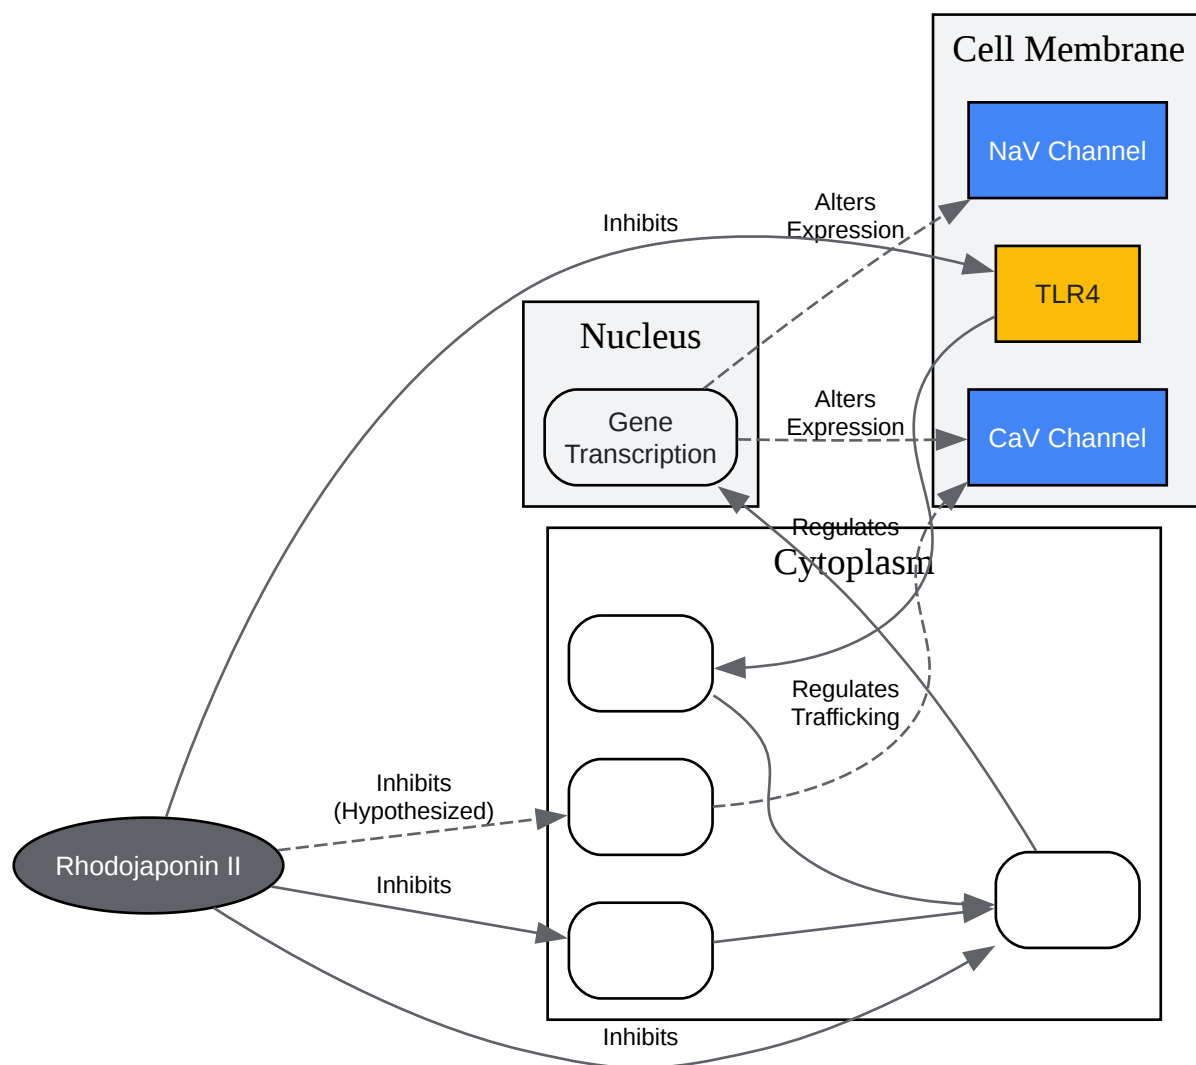 Cell Membrane
NaV Channel
Alters
Expression
Inhibits
TLR4
Nucleus
Gene
Transcription
Alters
Expression
CaV Channel
Regulates
Cytoplasm
Regulates
Trafficking
Inhibits
(Hypothesized)
Rhodojaponin II
Inhibits
Inhibits